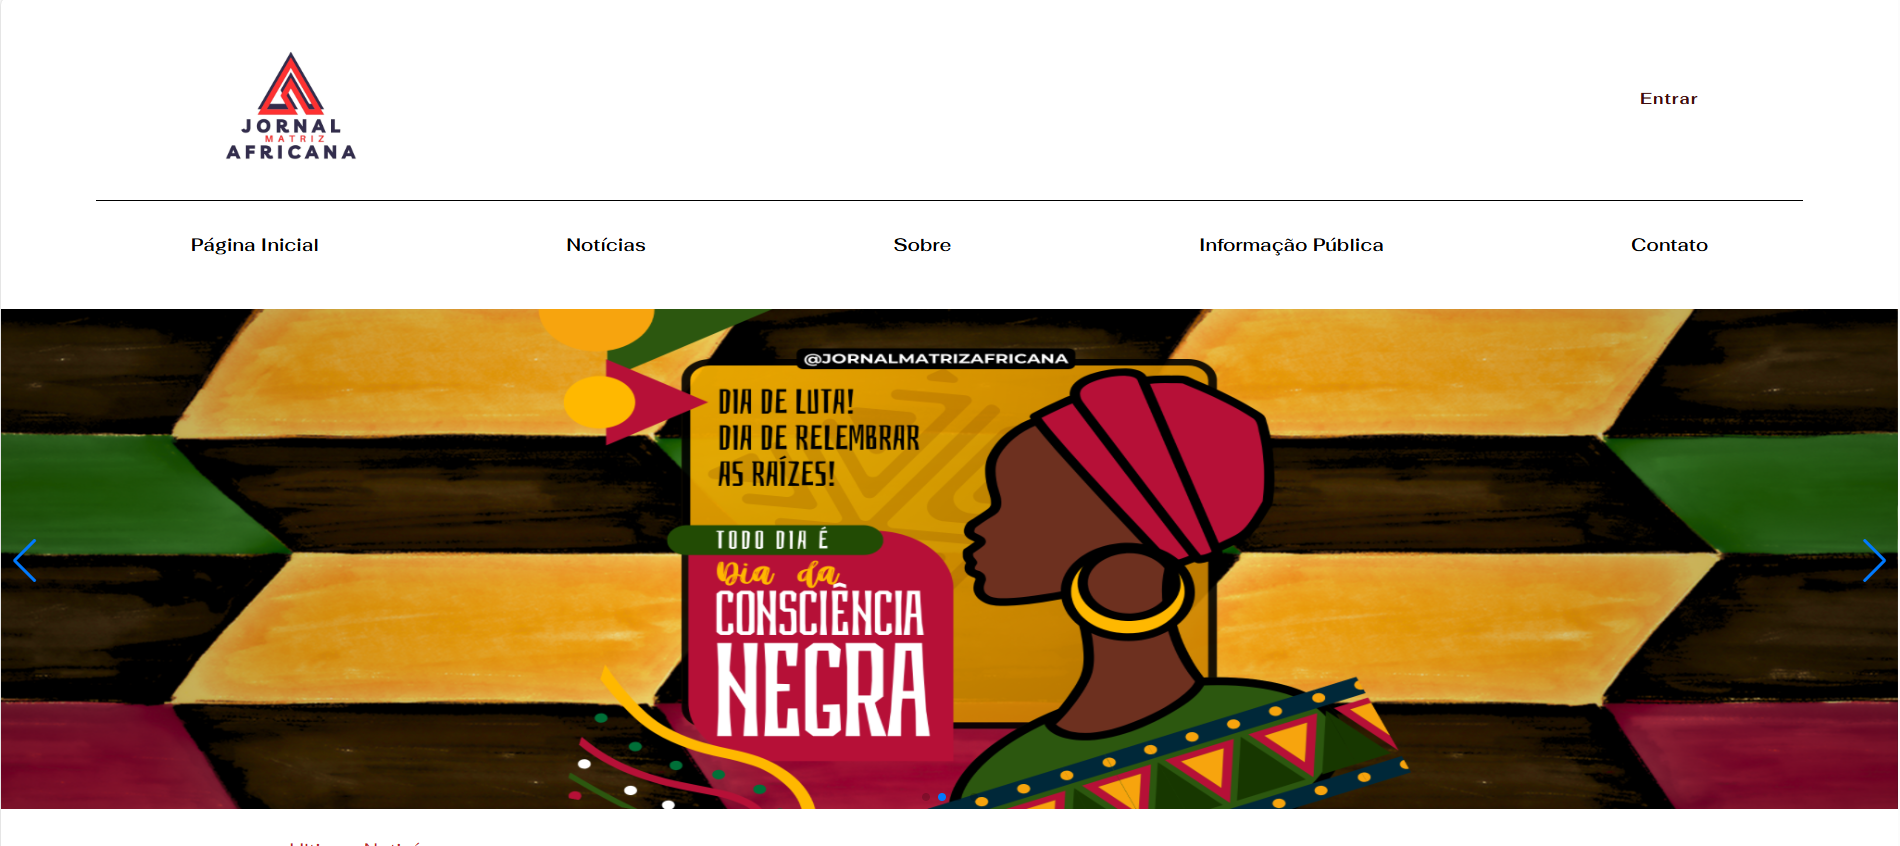 JORNAL
MATRIZ
AFRICANA
Entrar
Página Inicial
Notícias
Sobre
Informação Pública
Contato
@JORNALMATRIZAFRICANA
DIA DE LUTA!
DIA DE RELEMBRAR
AS RAÍZES!
TODO DIA É
Dia da
CONSCIÊNCIA
NEGRA